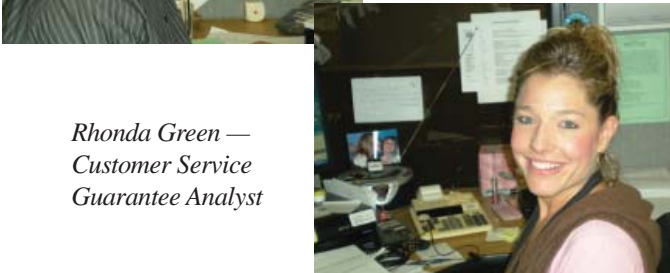 Rhonda Green —
Customer Service
Guarantee Analyst